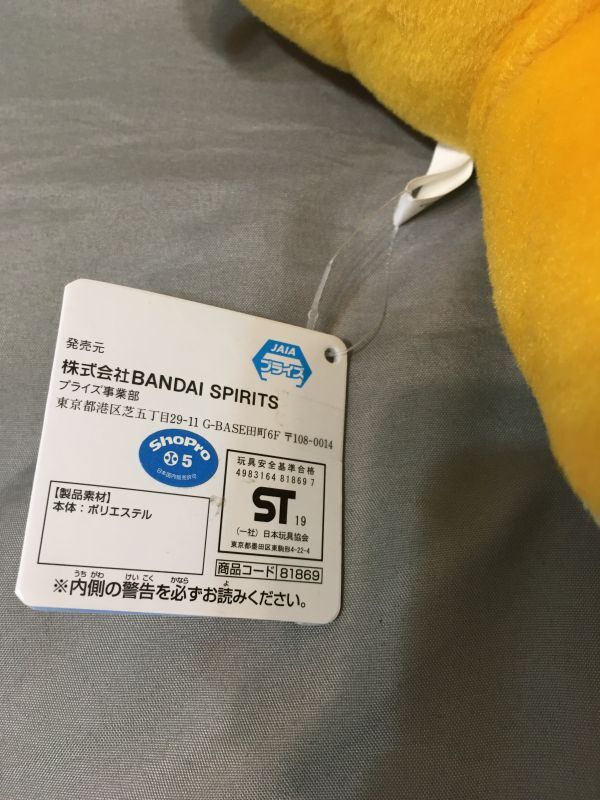 発売元
JAIA
プライズ
株式会社BANDAI SPIRITS
プライズ事業部
東京都港区芝五丁目29-11 G-BASE田町6F 〒108-0014
ShoPro
5
日本国内販売許可
玩具安全基準合格
4983164 81869 7
ST 19
(一社)日本玩具協会
東京都墨田区東駒形4-22-4
【製品素材】
本体:ポリエステル
商品コード 81869
うちがわ けいこく かなら よ
※内側の警告を必ずお読みください。